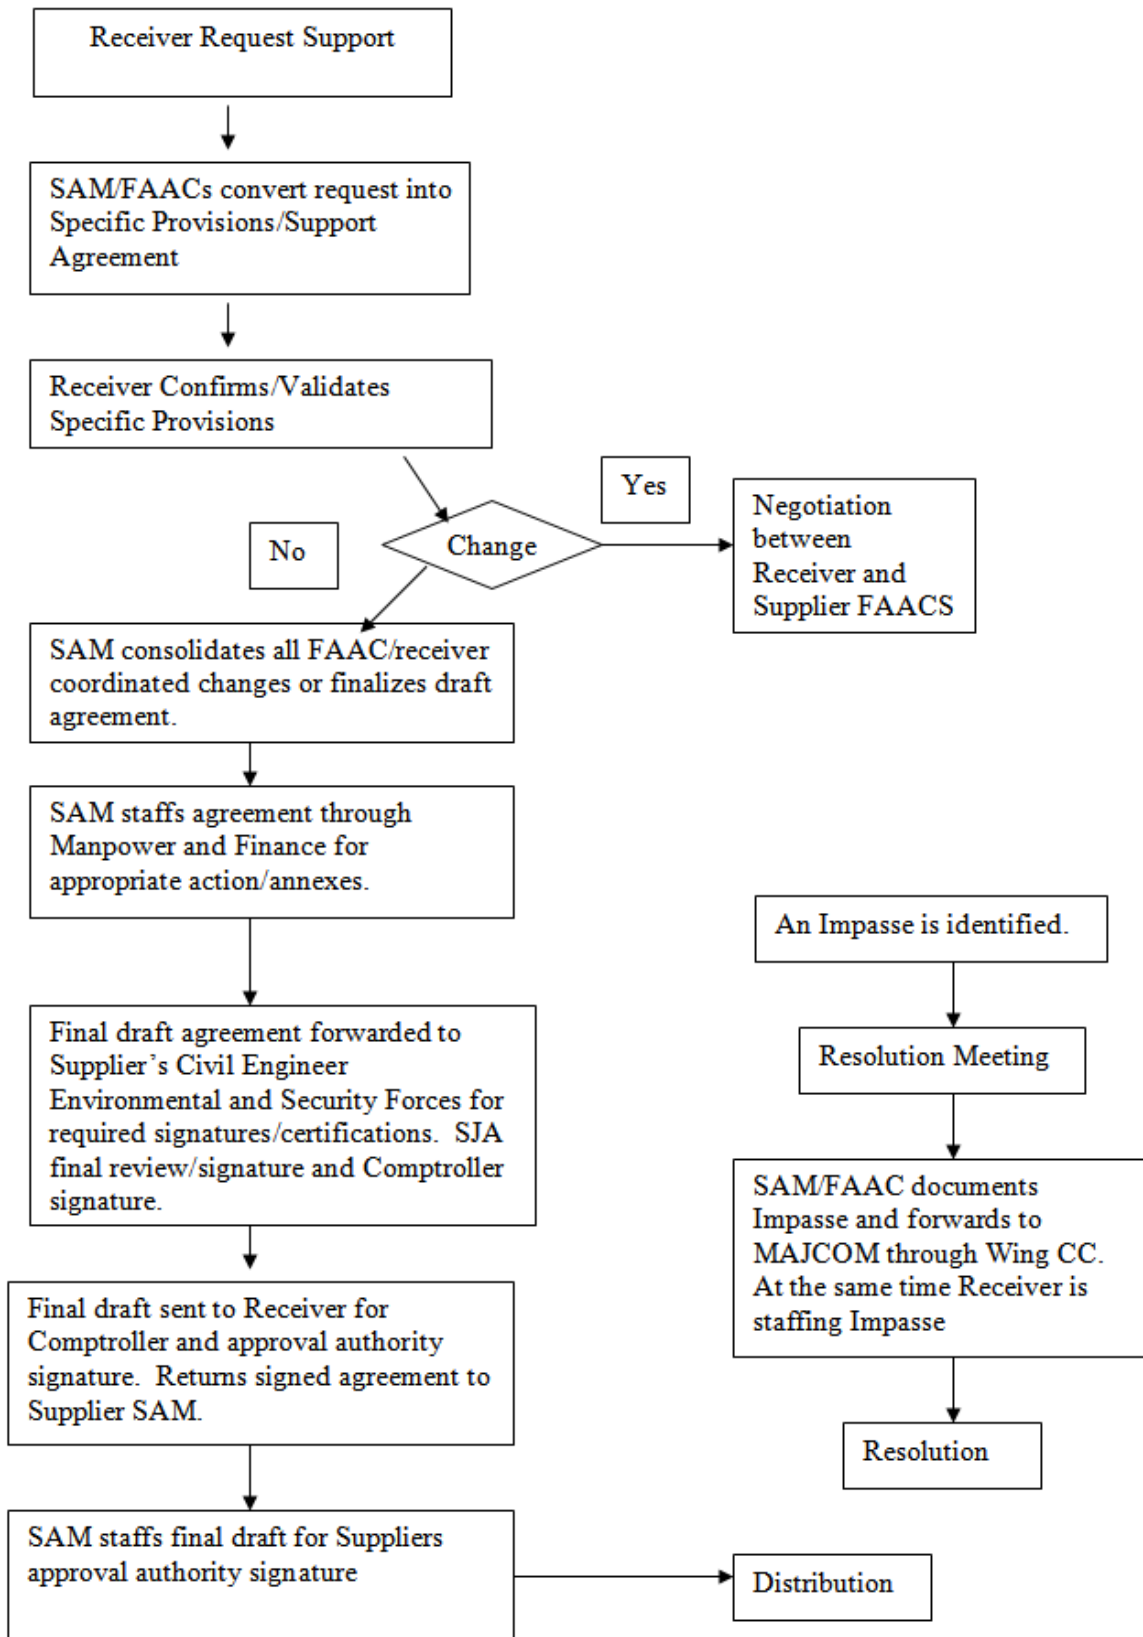 Receiver Request Support
SAM/FAACs convert request into
Specific Provisions/Support
Agreement
Receiver Confirms/Validates
Specific Provisions
Yes
No
Change
Negotiation
between
Receiver and
Supplier FAACS
SAM consolidates all FAAC/receiver
coordinated changes or finalizes draft
agreement.
SAM staffs agreement through
Manpower and Finance for
appropriate action/annexes.
Final draft agreement forwarded to
Supplier’s Civil Engineer
Environmental and Security Forces for
required signatures/certifications.  SJA
final review/signature and Comptroller
signature.
Final draft sent to Receiver for
Comptroller and approval authority
signature.  Returns signed agreement to
Supplier SAM.
SAM staffs final draft for Suppliers
approval authority signature
Distribution
An Impasse is identified.
Resolution Meeting
SAM/FAAC documents
Impasse and forwards to
MAJCOM through Wing CC.
At the same time Receiver is
staffing Impasse
Resolution